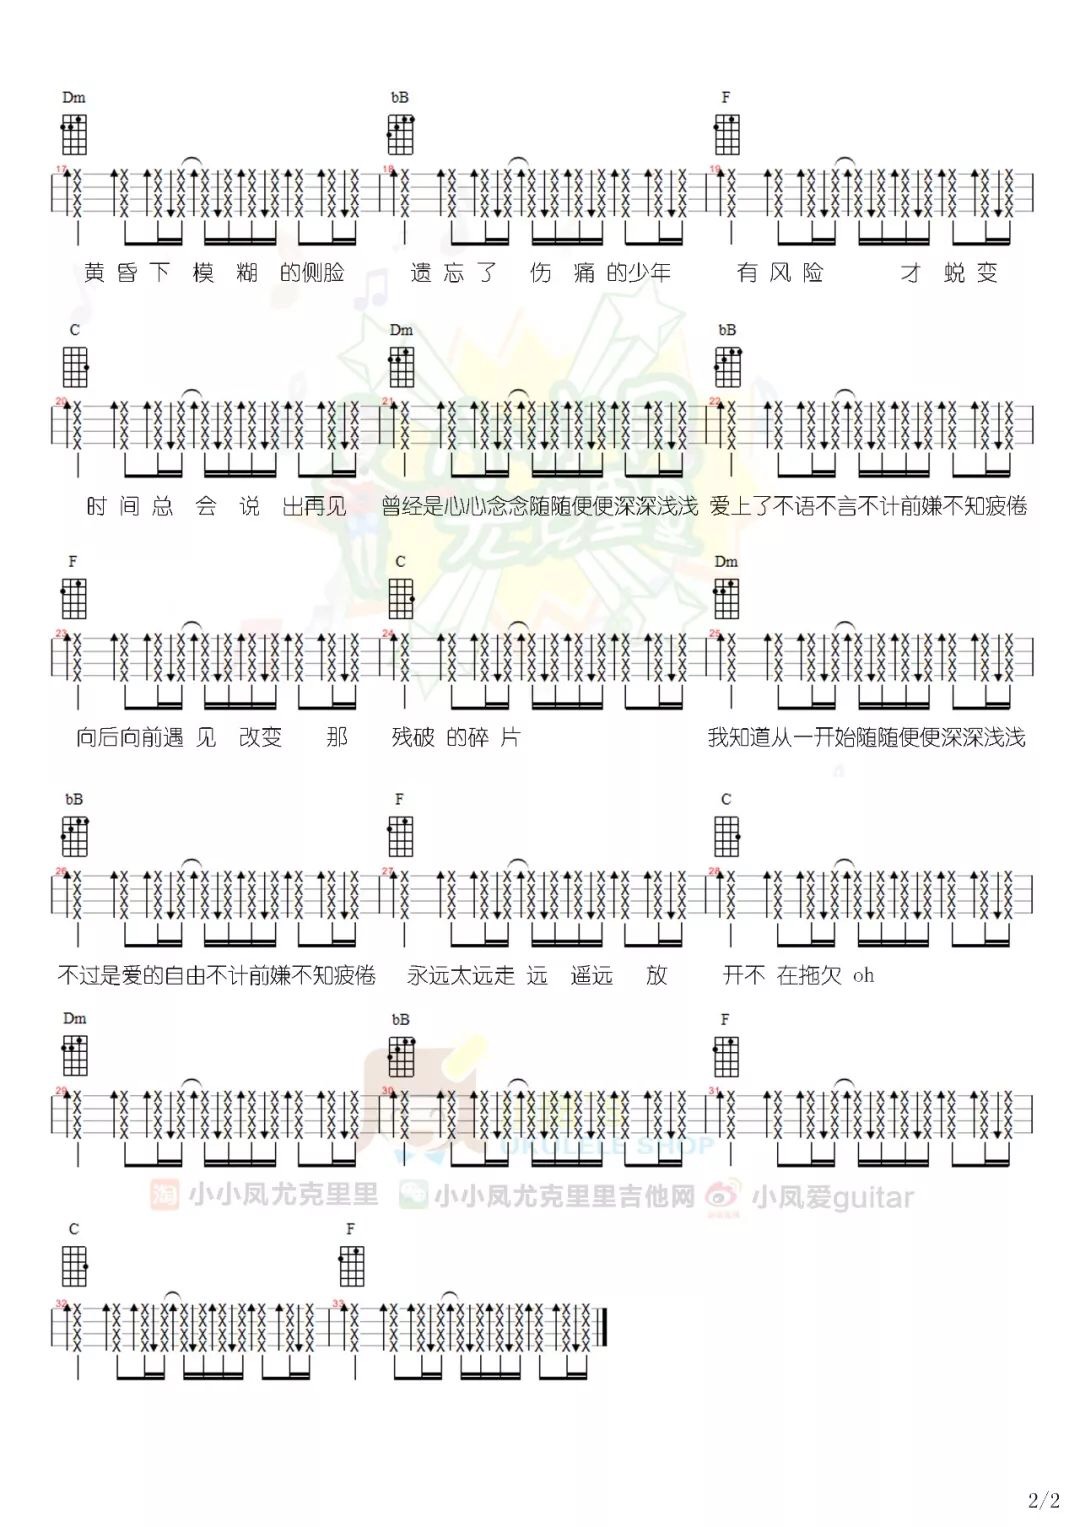 Dm bB F
17 18 19
黄昏下模糊的侧脸 遗忘了伤痛的少年 有风险 才蜕变
C Dm bB
20 21 22
时间总会说出再见 曾经是心心念念随随便便深深浅浅 爱上了不语不言不计前嫌不知疲倦
F C Dm
23 24 25
向后向前遇见改变 那 残破的碎片 我知道从一开始随随便便深深浅浅
bB F C
26 27 28
不过是爱的自由不计前嫌不知疲倦 永远太远走远遥远 放 开不在拖欠 oh
Dm bB F
29 30 31
UKULELE SHOP
淘 小小凤尤克里里 小小凤尤克里里吉他网 小凤爱guitar
C F
32 33
2/2